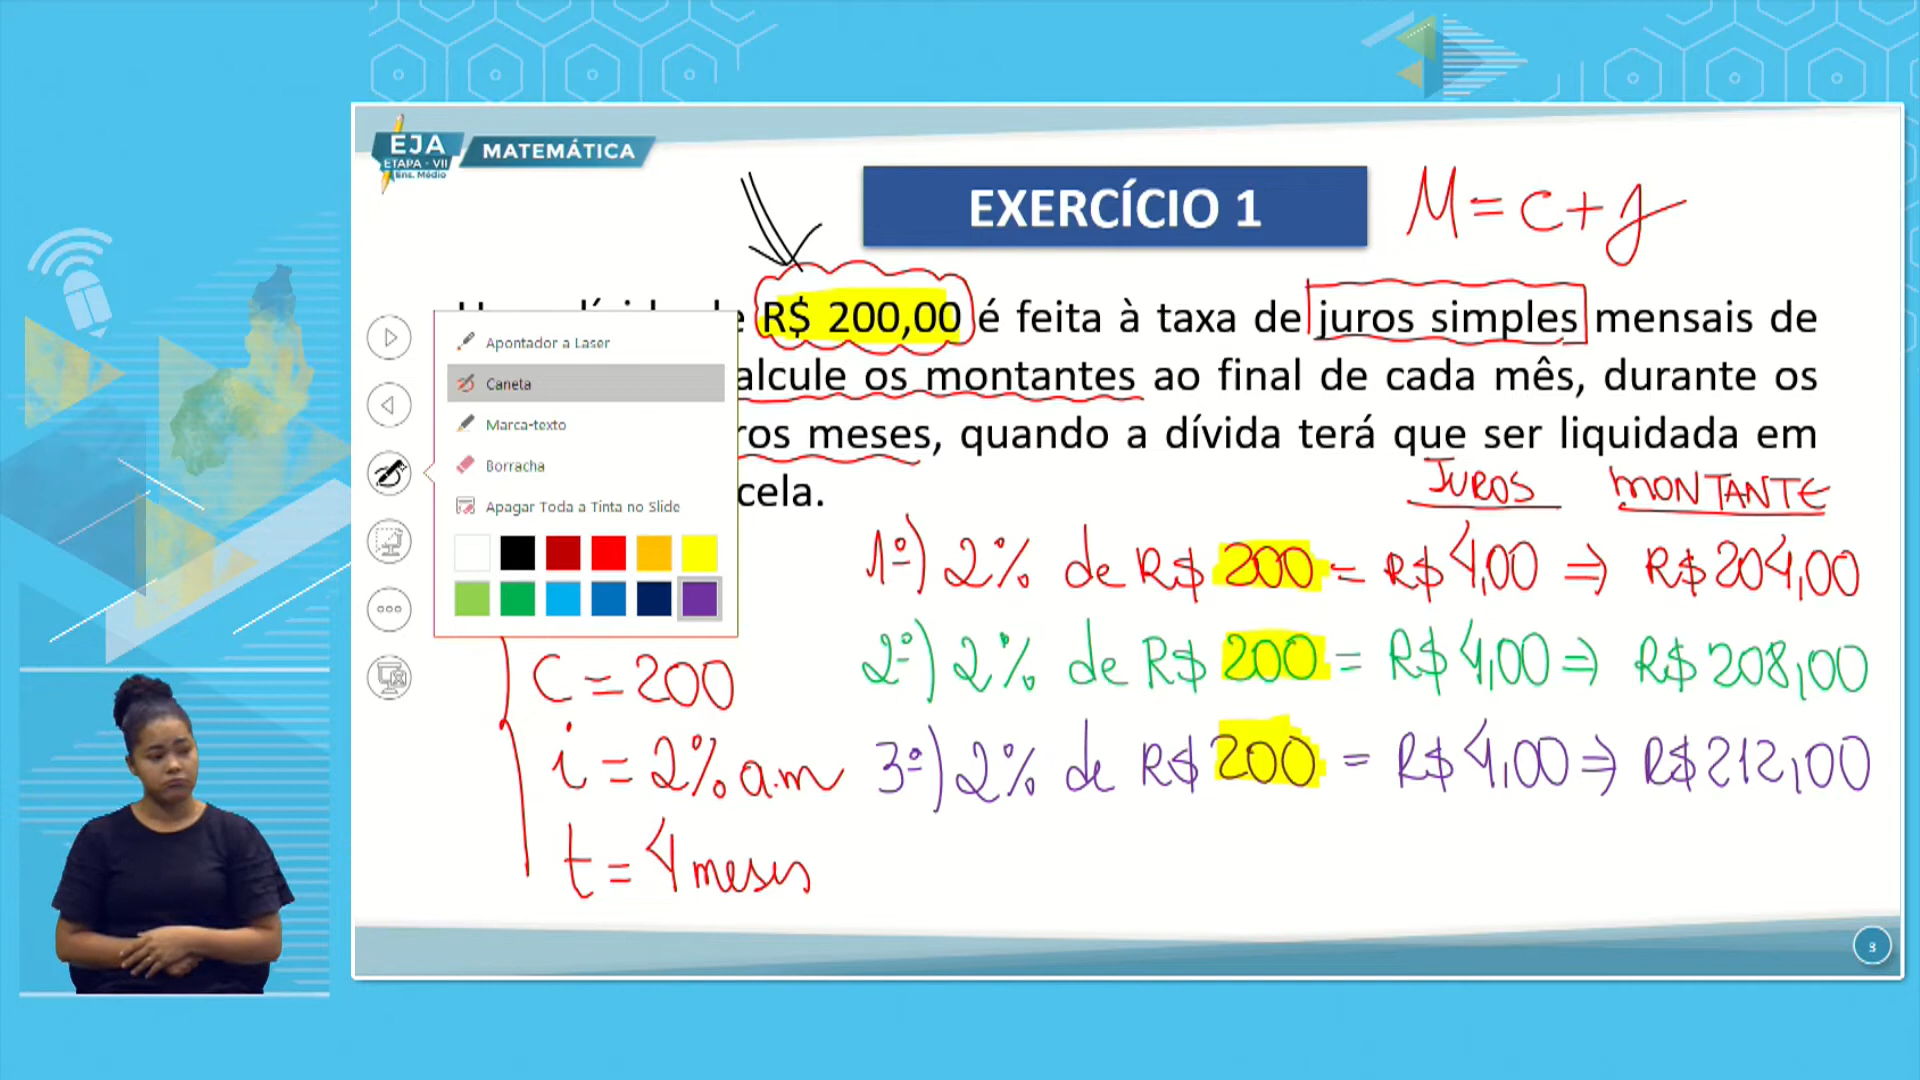 EJA
ETAPA - VII
Ens. Médio
MATEMÁTICA
EXERCÍCIO 1
M = C + J
R$ 200,00 é feita à taxa de juros simples mensais de
alcule os montantes ao final de cada mês, durante os
ros meses, quando a dívida terá que ser liquidada em
cela.
Apontador a Laser
Caneta
Marca-texto
Borracha
Apagar Toda a Tinta no Slide
JUROS MONTANTE
1º) 2% de R$ 200 = R$ 4,00 ⇒ R$ 204,00
2º) 2% de R$ 200 = R$ 4,00 ⇒ R$ 208,00
3º) 2% de R$ 200 = R$ 4,00 ⇒ R$ 212,00
C = 200
i = 2% a.m
t = 4 meses
3